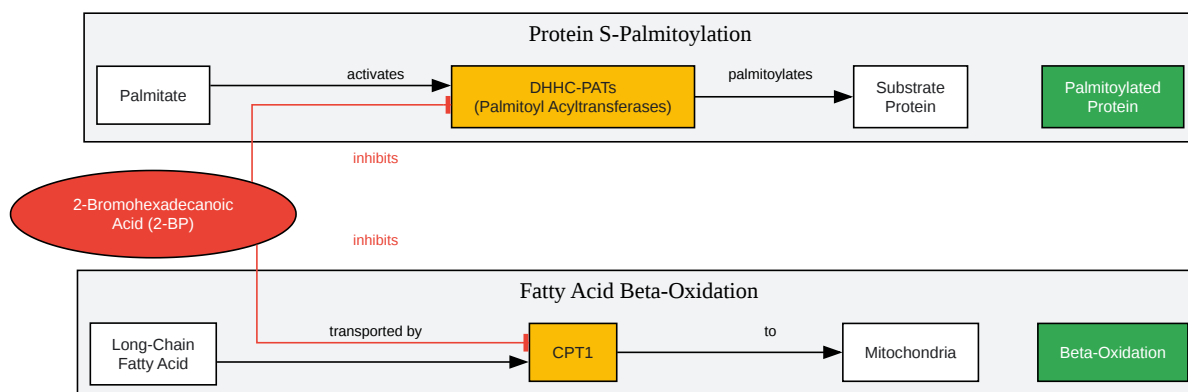 Protein S-Palmitoylation
activates
palmitoylates
Palmitate
DHHC-PATs
(Palmitoyl Acyltransferases)
Substrate
Protein
Palmitoylated
Protein
inhibits
2-Bromohexadecanoic
Acid (2-BP)
inhibits
Fatty Acid Beta-Oxidation
transported by
to
Long-Chain
Fatty Acid
CPT1
Mitochondria
Beta-Oxidation